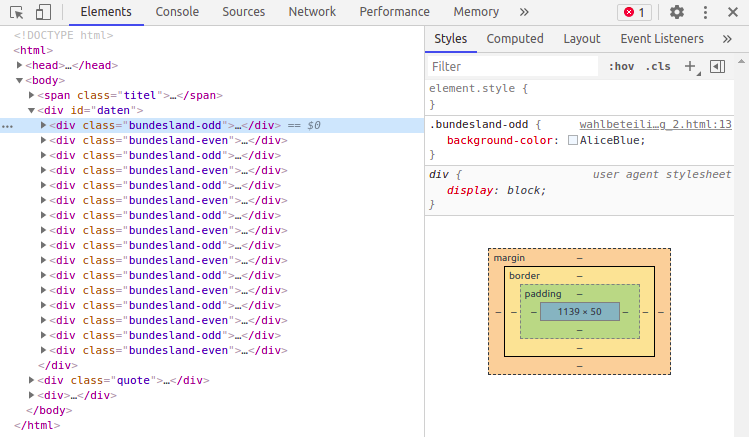 Elements Console Sources Network Performance Memory » 1
<!DOCTYPE html>
<html>
<head>…</head>
<body>
<span class="titel">…</span>
<div id="daten">
<div class="bundesland-odd">…</div> == $0
<div class="bundesland-even">…</div>
<div class="bundesland-odd">…</div>
<div class="bundesland-even">…</div>
<div class="bundesland-odd">…</div>
<div class="bundesland-even">…</div>
<div class="bundesland-odd">…</div>
<div class="bundesland-even">…</div>
<div class="bundesland-odd">…</div>
<div class="bundesland-even">…</div>
<div class="bundesland-odd">…</div>
<div class="bundesland-even">…</div>
<div class="bundesland-odd">…</div>
<div class="bundesland-even">…</div>
<div class="bundesland-odd">…</div>
<div class="bundesland-even">…</div>
</div>
<div class="quote">…</div>
<div>…</div>
</body>
</html>
Styles Computed Layout Event Listeners »
Filter :hov .cls +
element.style {
}
.bundesland-odd { wahlbeteili…g_2.html:13
background-color: AliceBlue;
}
div { user agent stylesheet
display: block;
}
margin –
border –
padding –
– – – 1139 × 50 – – –
–
–
–